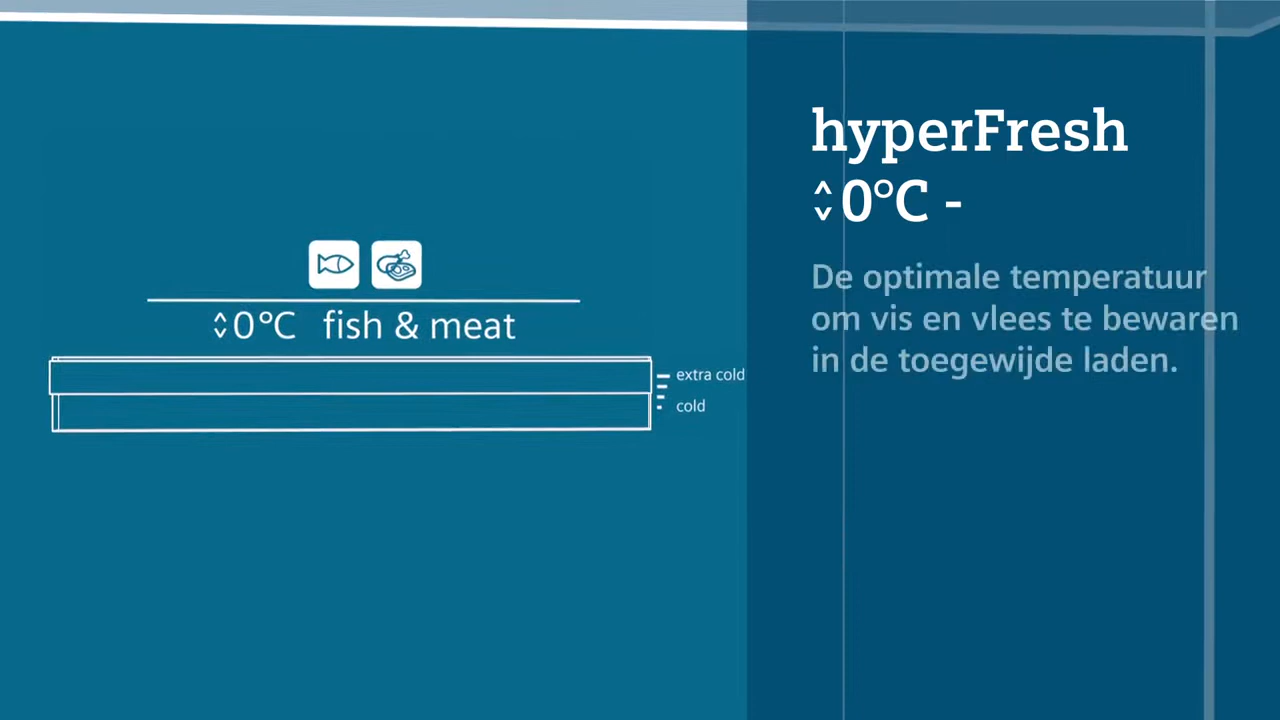 0°C fish & meat
extra cold
cold
hyperFresh
0°C -
De optimale temperatuur
om vis en vlees te bewaren
in de toegewijde laden.